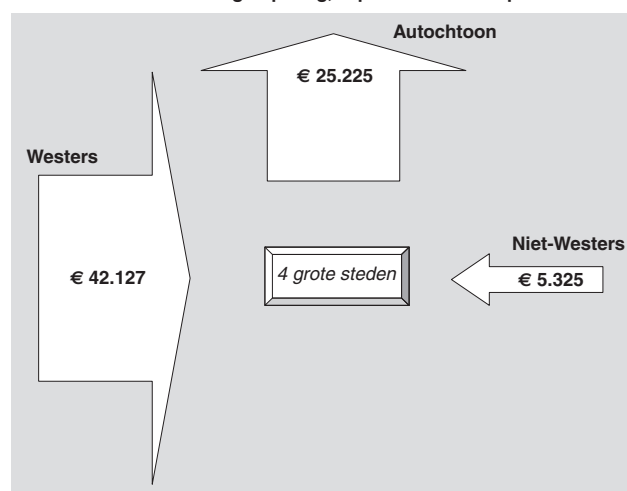 Autochtoon
€ 25.225
Westers
€ 42.127
4 grote steden
Niet-Westers
€ 5.325